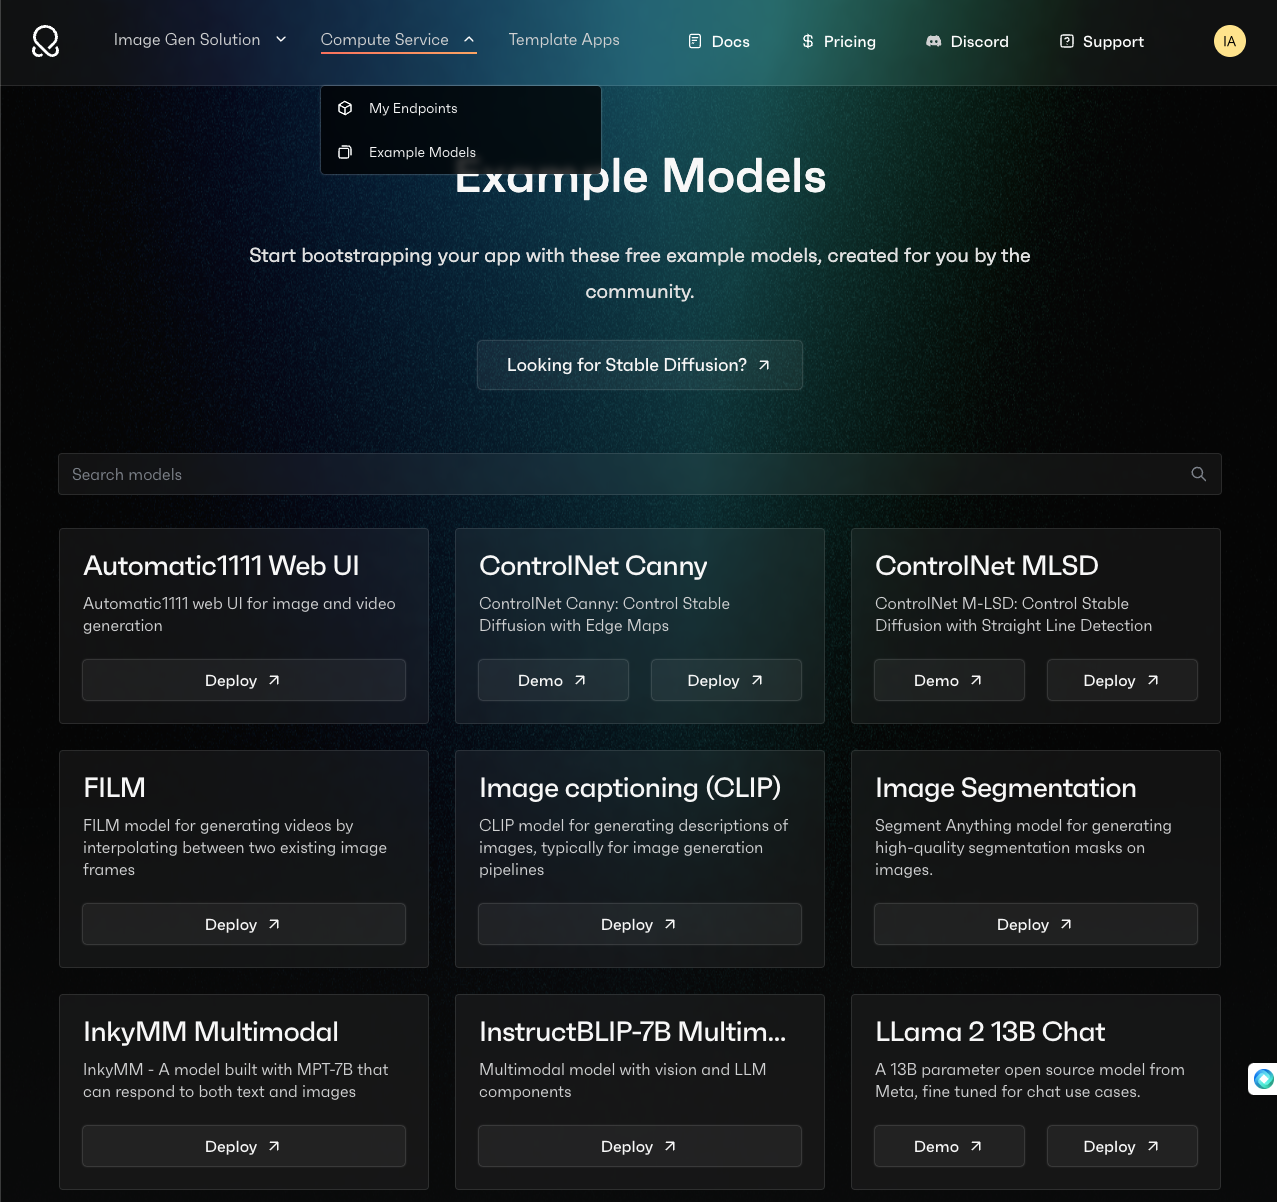 Image Gen Solution
Compute Service
Template Apps
Docs
Pricing
Discord
Support
IA
My Endpoints
Example Models
Example Models
Start bootstrapping your app with these free example models, created for you by the
community.
Looking for Stable Diffusion?
Search models
Automatic1111 Web UI
Automatic1111 web UI for image and video
generation
Deploy
ControlNet Canny
ControlNet Canny: Control Stable
Diffusion with Edge Maps
Demo
Deploy
ControlNet MLSD
ControlNet M-LSD: Control Stable
Diffusion with Straight Line Detection
Demo
Deploy
FILM
FILM model for generating videos by
interpolating between two existing image
frames
Deploy
Image captioning (CLIP)
CLIP model for generating descriptions of
images, typically for image generation
pipelines
Deploy
Image Segmentation
Segment Anything model for generating
high-quality segmentation masks on
images.
Deploy
InkyMM Multimodal
InkyMM - A model built with MPT-7B that
can respond to both text and images
Deploy
InstructBLIP-7B Multim...
Multimodal model with vision and LLM
components
Deploy
LLama 2 13B Chat
A 13B parameter open source model from
Meta, fine tuned for chat use cases.
Demo
Deploy